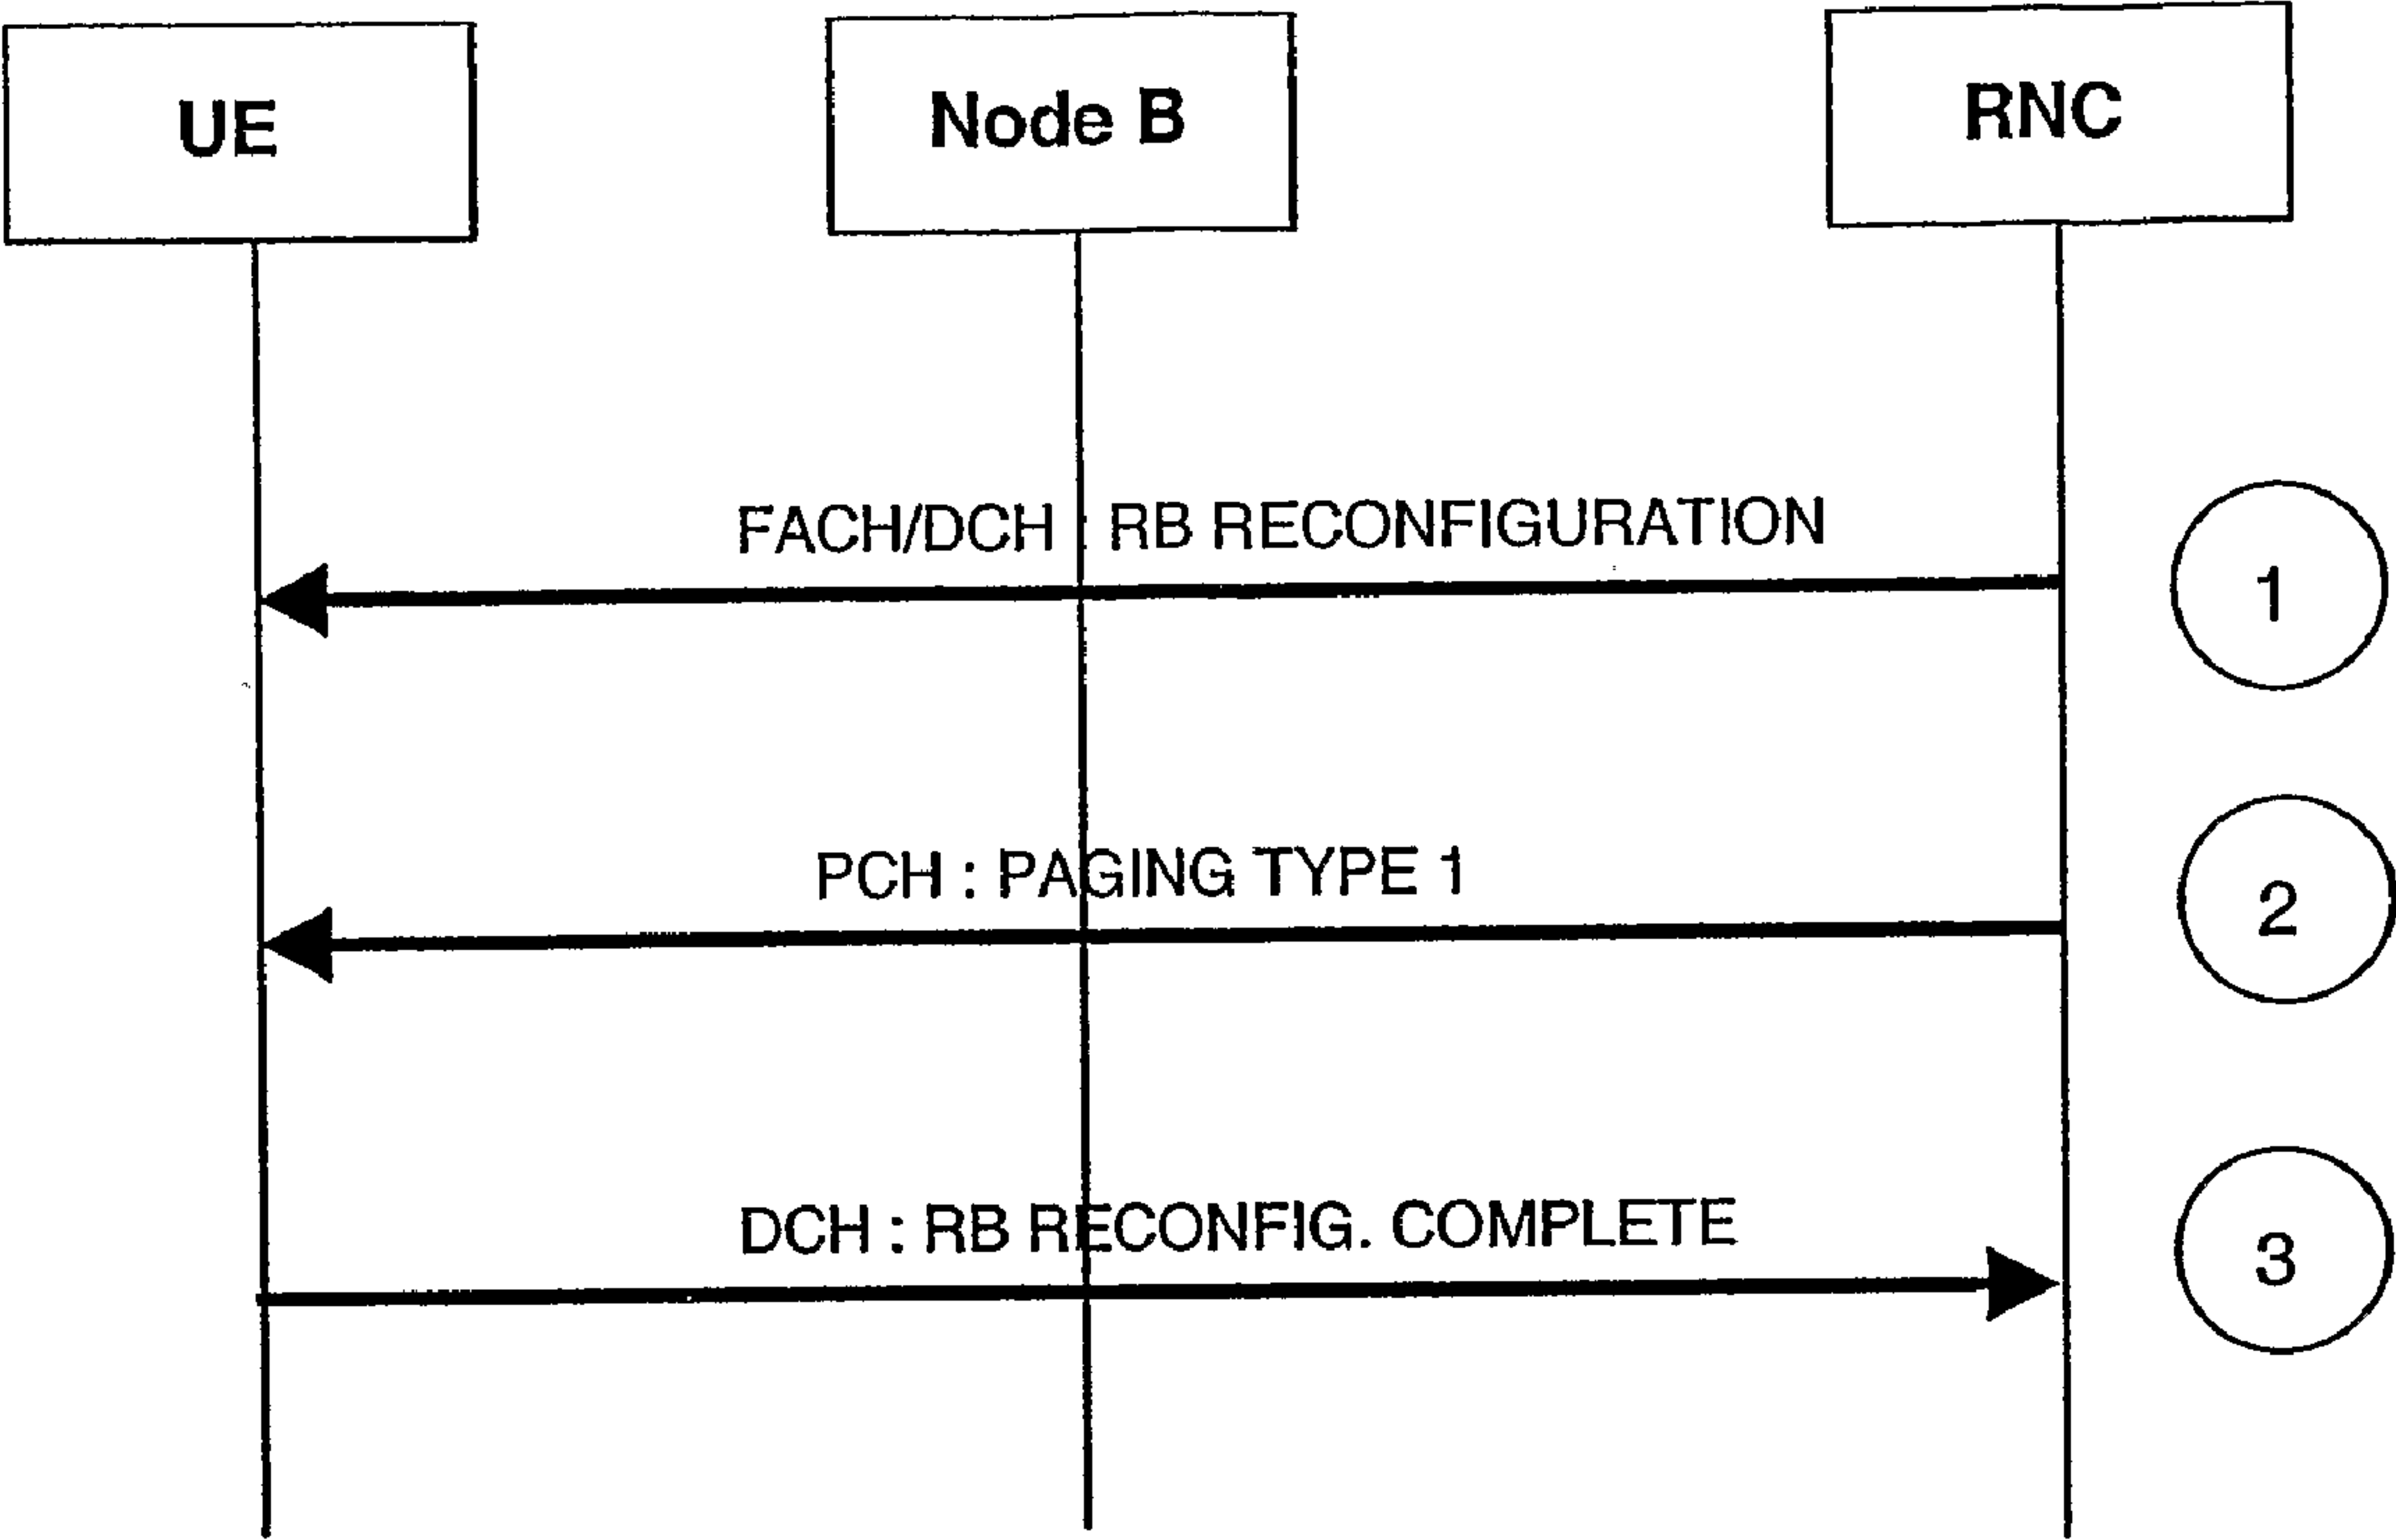 UE
Node B
RNC
FACH/DCH : RB RECONFIGURATION
1
PCH : PAGING TYPE 1
2
DCH : RB RECONFIG. COMPLETE
3